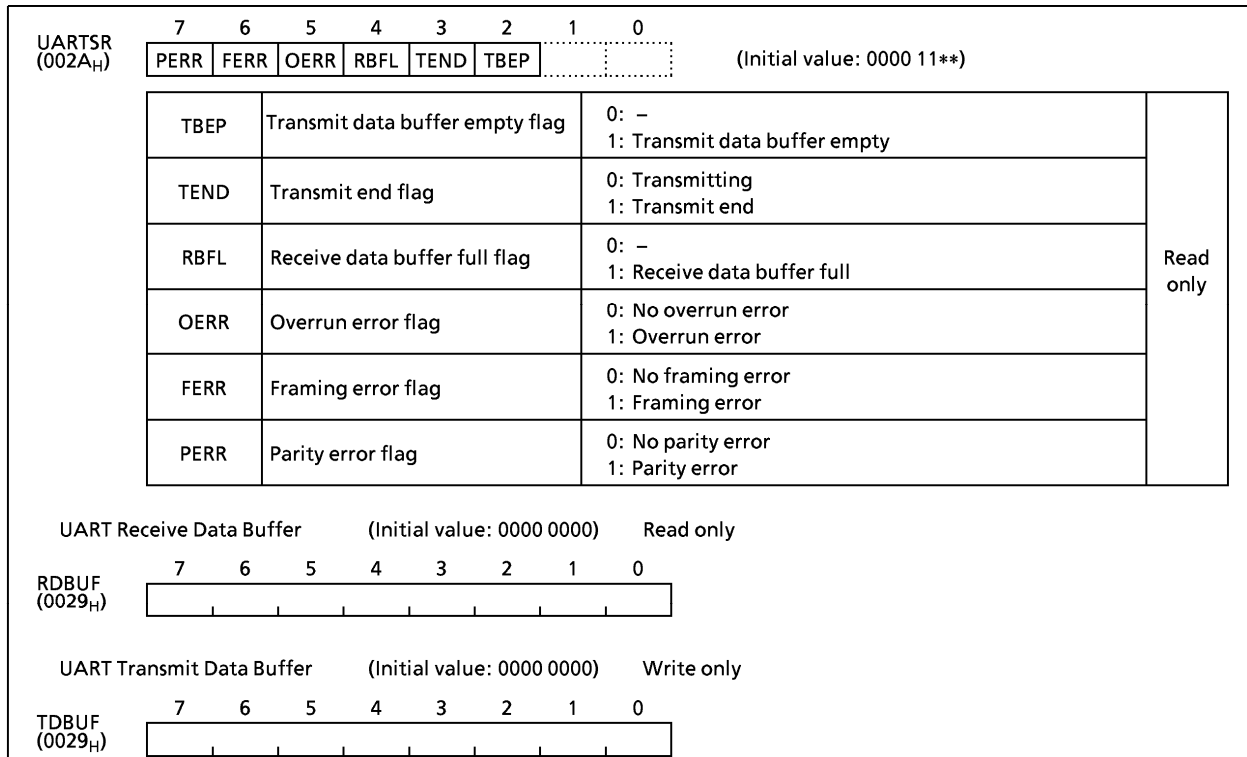 7 6 5 4 3 2 1 0
UARTSR
(002AH) PERR FERR OERR RBFL TEND TBEP (Initial value: 0000 11**)
TBEP Transmit data buffer empty flag 0: –
1: Transmit data buffer empty
TEND Transmit end flag 0: Transmitting
1: Transmit end
RBFL Receive data buffer full flag 0: –
1: Receive data buffer full
Read
only
OERR Overrun error flag 0: No overrun error
1: Overrun error
FERR Framing error flag 0: No framing error
1: Framing error
PERR Parity error flag 0: No parity error
1: Parity error
UART Receive Data Buffer (Initial value: 0000 0000) Read only
7 6 5 4 3 2 1 0
RDBUF
(0029H)
UART Transmit Data Buffer (Initial value: 0000 0000) Write only
7 6 5 4 3 2 1 0
TDBUF
(0029H)